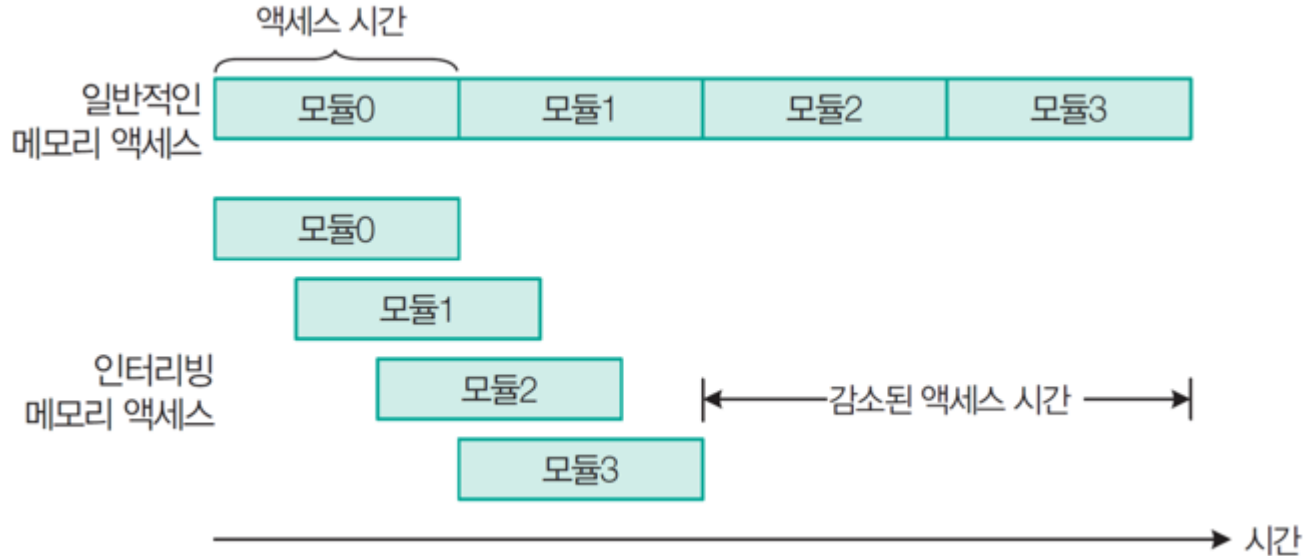 액세스 시간
일반적인
메모리 액세스
모듈0 모듈1 모듈2 모듈3
모듈0
모듈1
인터리빙
메모리 액세스
모듈2
감소된 액세스 시간
모듈3
시간